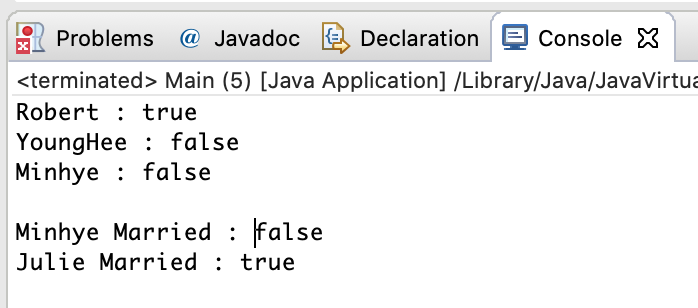 Problems @ Javadoc Declaration Console
<terminated> Main (5) [Java Application] /Library/Java/JavaVirtua
Robert : true
YoungHee : false
Minhye : false
Minhye Married : false
Julie Married : true